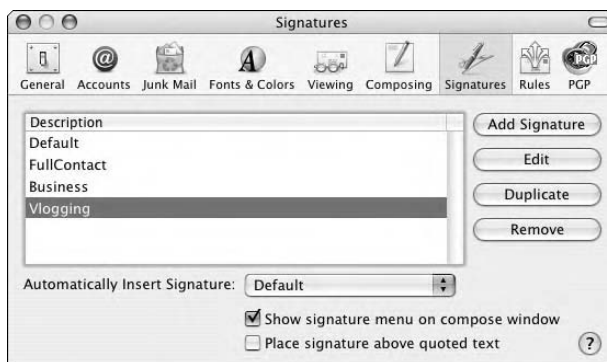 Signatures
General Accounts Junk Mail Fonts & Colors Viewing Composing Signatures Rules PGP
Description
Default
FullContact
Business
Vlogging
Add Signature
Edit
Duplicate
Remove
Automatically Insert Signature: Default
Show signature menu on compose window
Place signature above quoted text
?